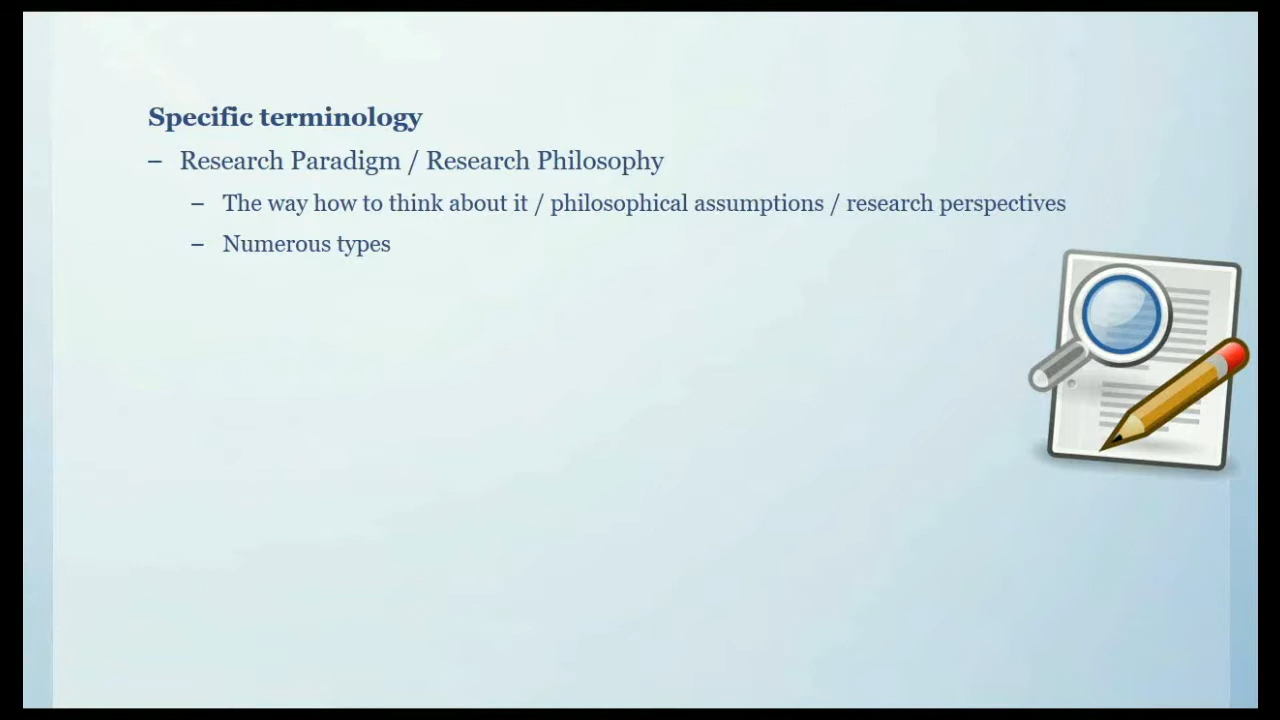 Specific terminology
– Research Paradigm / Research Philosophy
– The way how to think about it / philosophical assumptions / research perspectives
– Numerous types